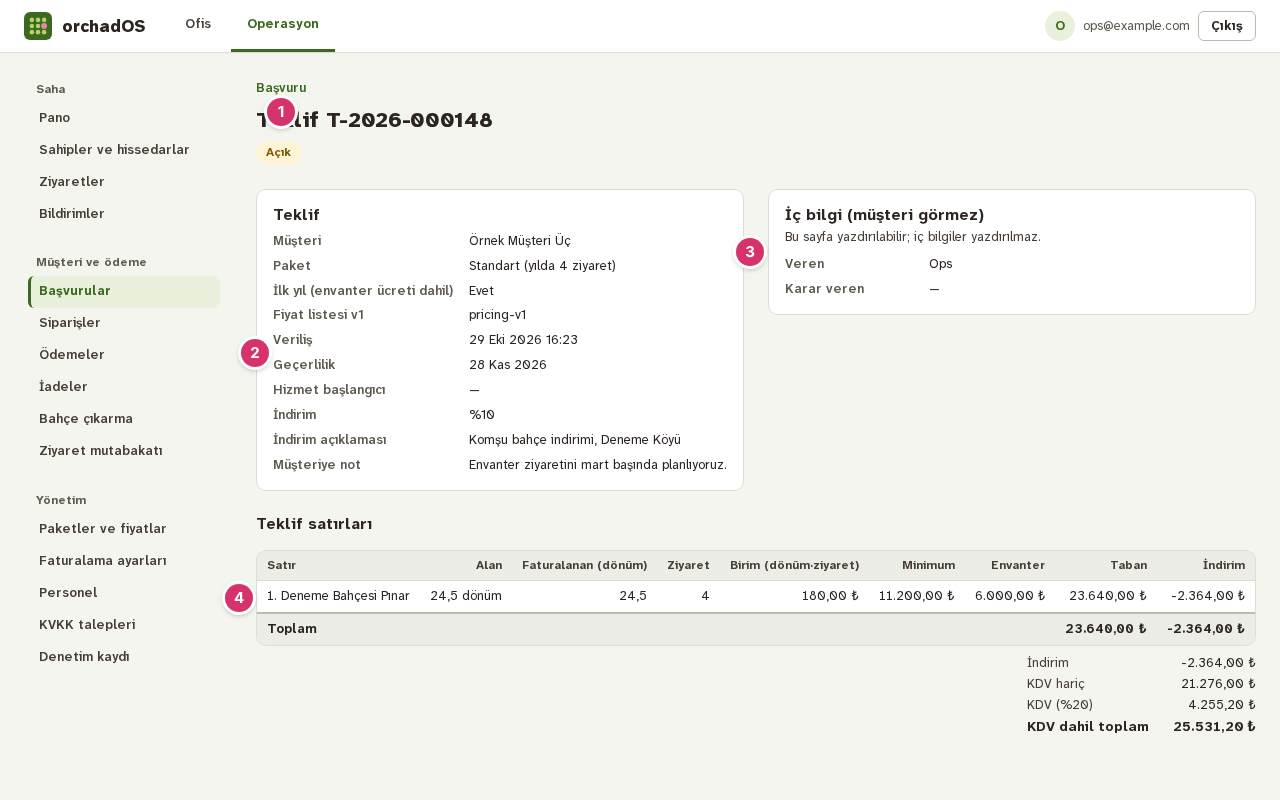 orchadOS
Ofis
Operasyon
O
ops@example.com
Çıkış
Saha
Pano
Sahipler ve hissedarlar
Ziyaretler
Bildirimler
Müşteri ve ödeme
Başvurular
Siparişler
Ödemeler
İadeler
Bahçe çıkarma
Ziyaret mutabakatı
Yönetim
Paketler ve fiyatlar
Faturalama ayarları
Personel
KVKK talepleri
Denetim kaydı
Başvuru
1
Teklif T-2026-000148
Açık
Teklif
Müşteri Örnek Müşteri Üç
Paket Standart (yılda 4 ziyaret)
İlk yıl (envanter ücreti dahil) Evet
Fiyat listesi v1 pricing-v1
Veriliş 29 Eki 2026 16:23
2
Geçerlilik 28 Kas 2026
Hizmet başlangıcı —
İndirim %10
İndirim açıklaması Komşu bahçe indirimi, Deneme Köyü
Müşteriye not Envanter ziyaretini mart başında planlıyoruz.
3
İç bilgi (müşteri görmez)
Bu sayfa yazdırılabilir; iç bilgiler yazdırılmaz.
Veren Ops
Karar veren —
Teklif satırları
Satır Alan Faturalanan (dönüm) Ziyaret Birim (dönüm·ziyaret) Minimum Envanter Taban İndirim
4
1. Deneme Bahçesi Pınar 24,5 dönüm 24,5 4 180,00 ₺ 11.200,00 ₺ 6.000,00 ₺ 23.640,00 ₺ -2.364,00 ₺
Toplam 23.640,00 ₺ -2.364,00 ₺
İndirim -2.364,00 ₺
KDV hariç 21.276,00 ₺
KDV (%20) 4.255,20 ₺
KDV dahil toplam 25.531,20 ₺